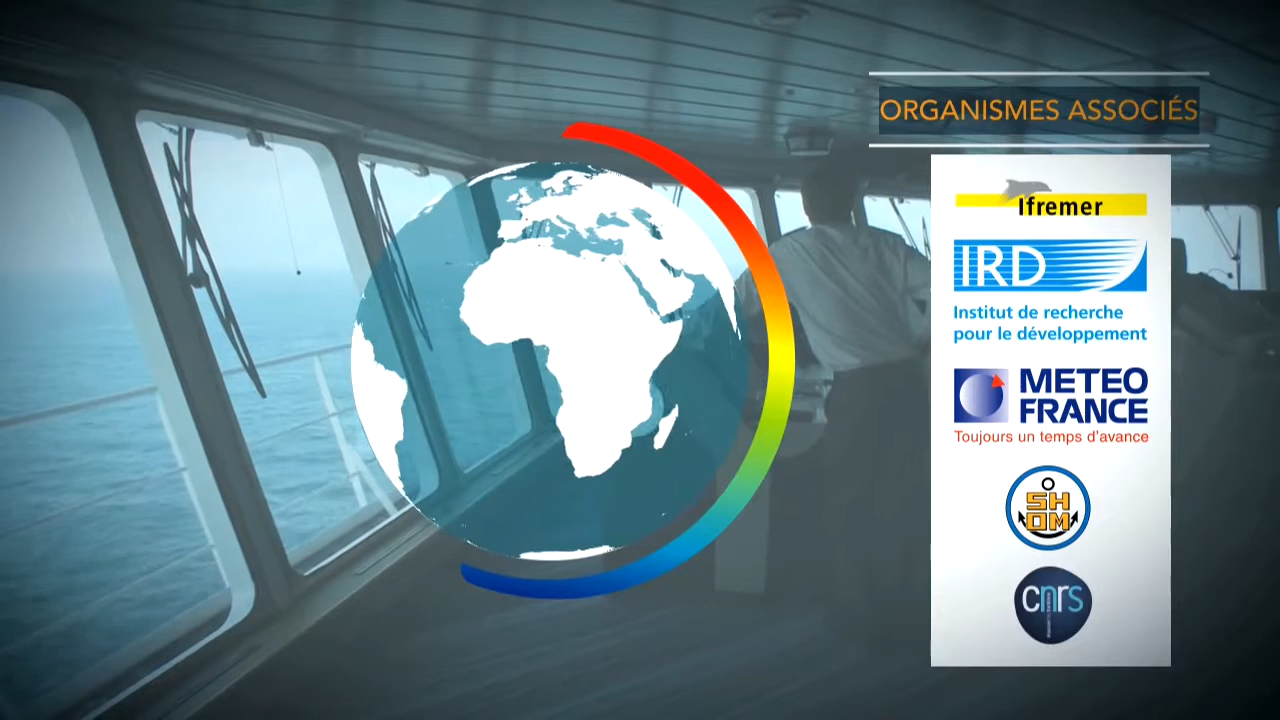 ORGANISMES ASSOCIÉS
Ifremer
IRD
Institut de recherche
pour le développement
METEO
FRANCE
Toujours un temps d'avance
SH
OM
cnrs